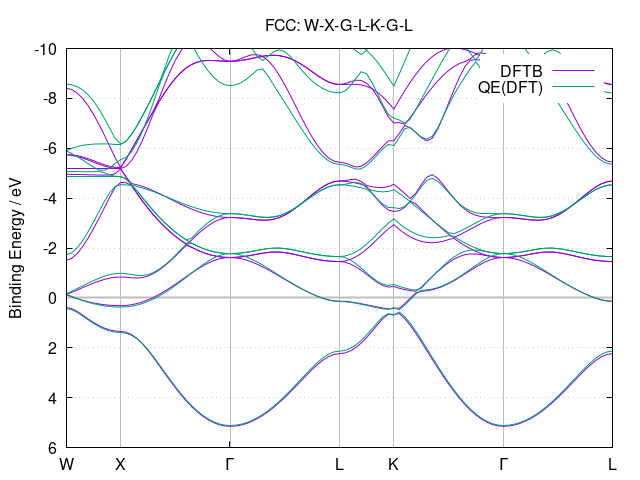 FCC: W-X-G-L-K-G-L
-10
-8
-6
-4
-2
0
2
4
6
Binding Energy / eV
DFTB
QE(DFT)
W X Γ L K Γ L